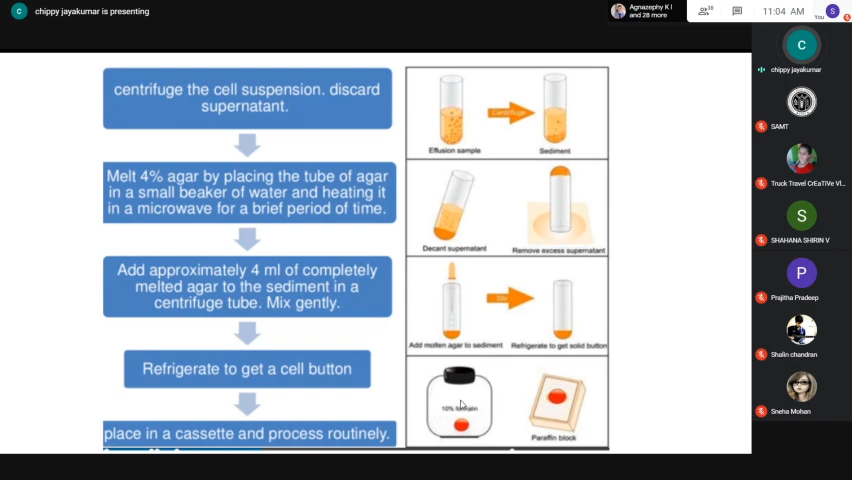 chippy jayakumar is presenting
Agnazephy K I
and 28 more
36
11:04 AM
You
S
C
centrifuge the cell suspension. discard
supernatant.
Melt 4% agar by placing the tube of agar
in a small beaker of water and heating it
in a microwave for a brief period of time.
Add approximately 4 ml of completely
melted agar to the sediment in a
centrifuge tube. Mix gently.
Refrigerate to get a cell button
place in a cassette and process routinely.
Centrifuge
Effusion sample
Sediment
Decant supernatant
Remove excess supernatant
Stir
Add molten agar to sediment
Refrigerate to get solid button
10% formalin
Paraffin block
C
chippy jayakumar
SAMT
Truck Travel CrEaTiVe Vl...
S
SHAHANA SHIRIN V
P
Prajitha Pradeep
Shalin chandran
Sneha Mohan